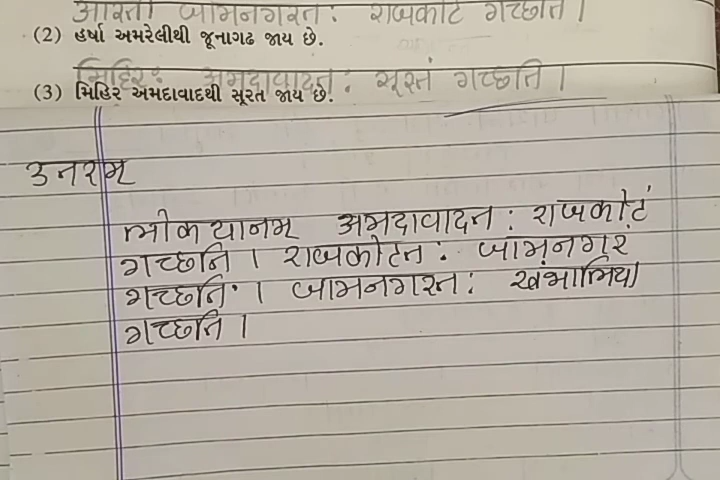 आरती जामनगरतः राजकोटं गच्छति।
(2) હર્ષા અમરેલીથી જૂનાગઢ જાય છે.
मिहिरः अमदावादतः सूरतं गच्छति।
(3) મિહિર અમદાવાદથી સૂરત જાય છે.
उत्तरम्
लोकयानम् अमदावादतः राजकोटं
गच्छति। राजकोटतः जामनगरं
गच्छति। जामनगरतः खंभालिया
गच्छति।